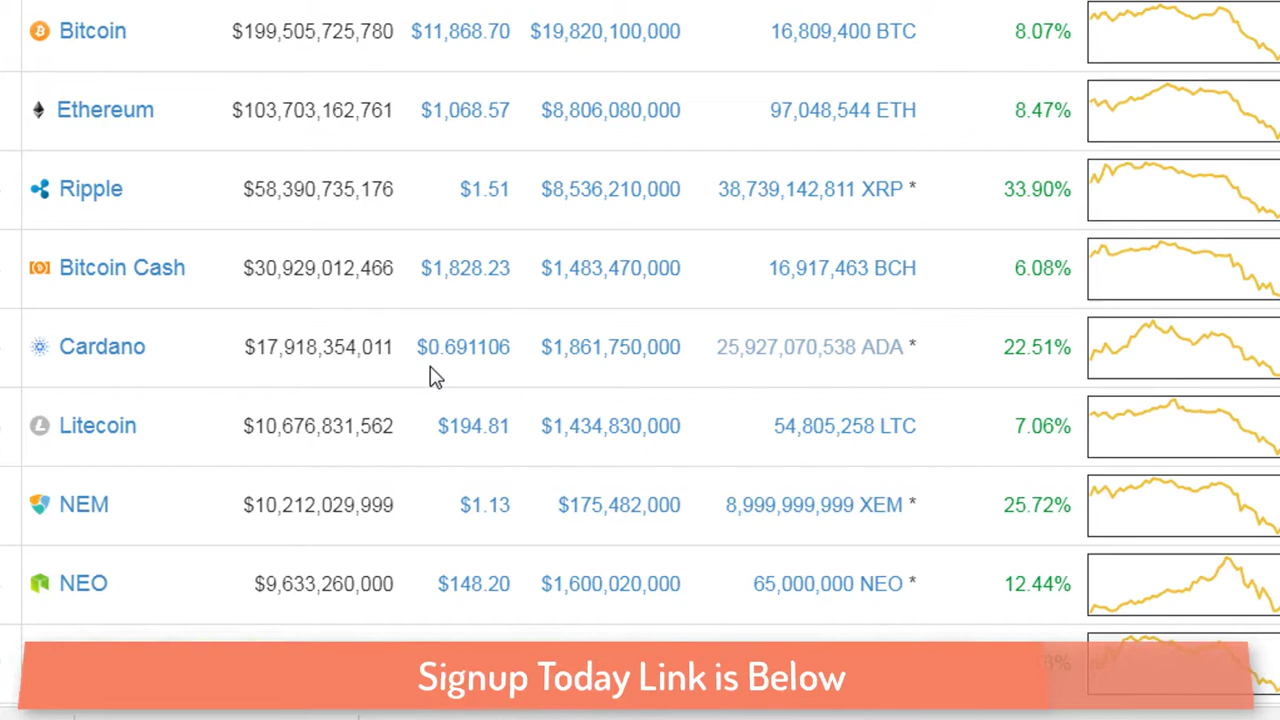 Bitcoin $199,505,725,780 $11,868.70 $19,820,100,000 16,809,400 BTC 8.07%
Ethereum $103,703,162,761 $1,068.57 $8,806,080,000 97,048,544 ETH 8.47%
Ripple $58,390,735,176 $1.51 $8,536,210,000 38,739,142,811 XRP * 33.90%
Bitcoin Cash $30,929,012,466 $1,828.23 $1,483,470,000 16,917,463 BCH 6.08%
Cardano $17,918,354,011 $0.691106 $1,861,750,000 25,927,070,538 ADA * 22.51%
Litecoin $10,676,831,562 $194.81 $1,434,830,000 54,805,258 LTC 7.06%
NEM $10,212,029,999 $1.13 $175,482,000 8,999,999,999 XEM * 25.72%
NEO $9,633,260,000 $148.20 $1,600,020,000 65,000,000 NEO * 12.44%
Signup Today Link is Below